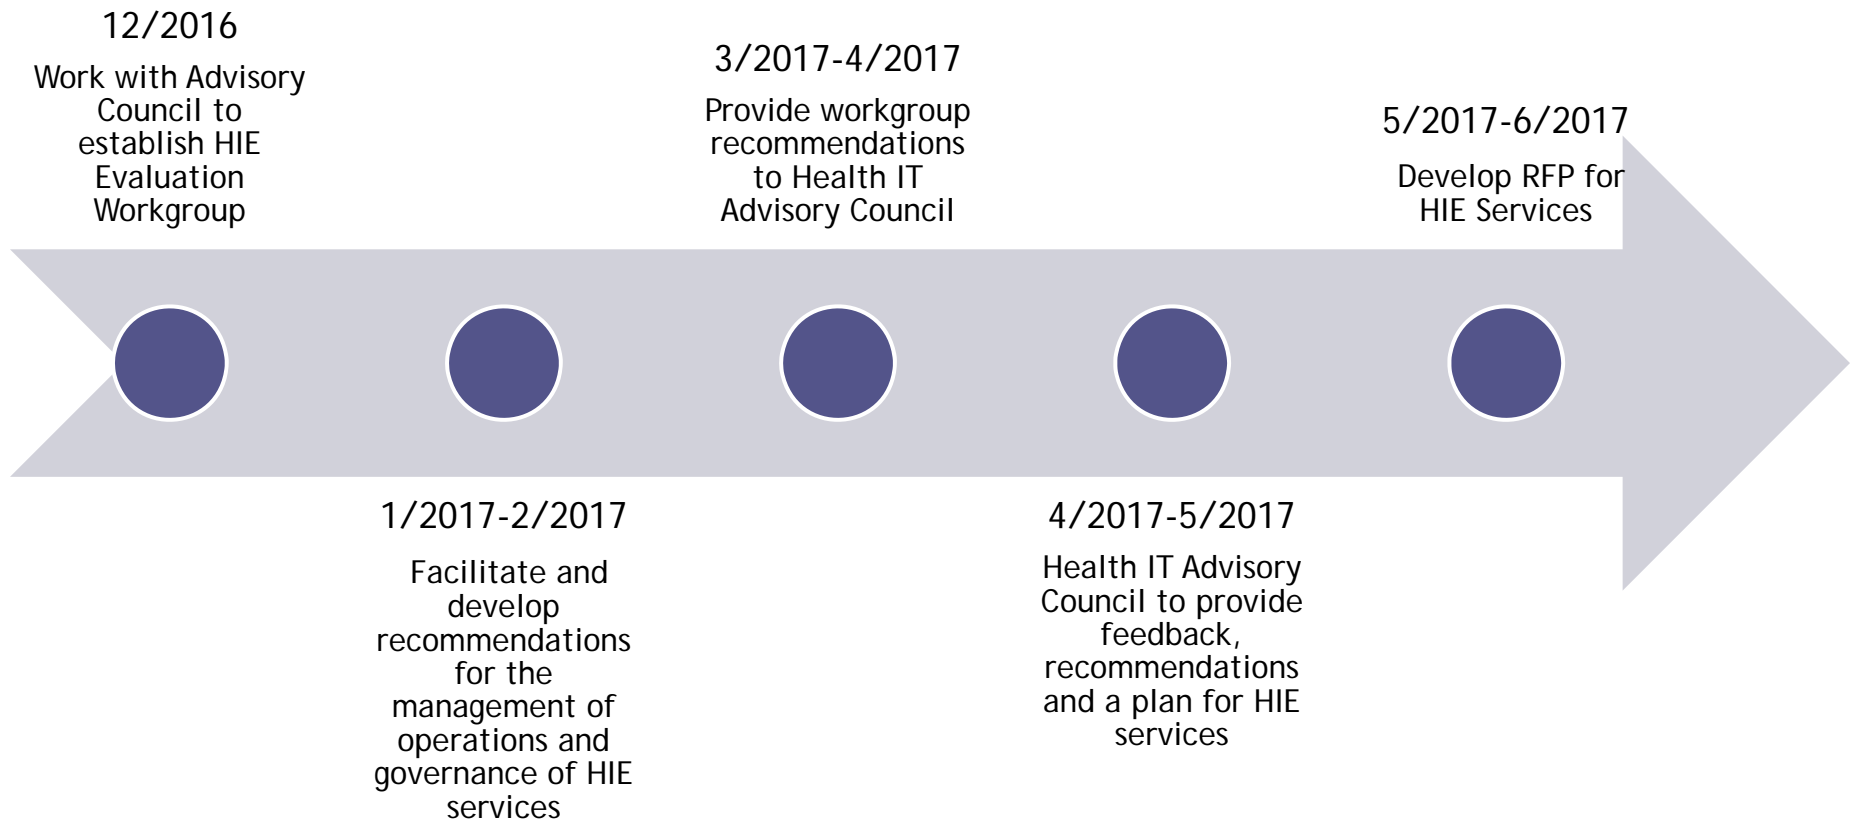 12/2016
Work with Advisory
Council to
establish HIE
Evaluation
Workgroup
1/2017-2/2017
Facilitate and
develop
recommendations
for the
management of
operations and
governance of HIE
services
3/2017-4/2017
Provide workgroup
recommendations
to Health IT
Advisory Council
4/2017-5/2017
Health IT Advisory
Council to provide
feedback,
recommendations
and a plan for HIE
services
5/2017-6/2017
Develop RFP for
HIE Services